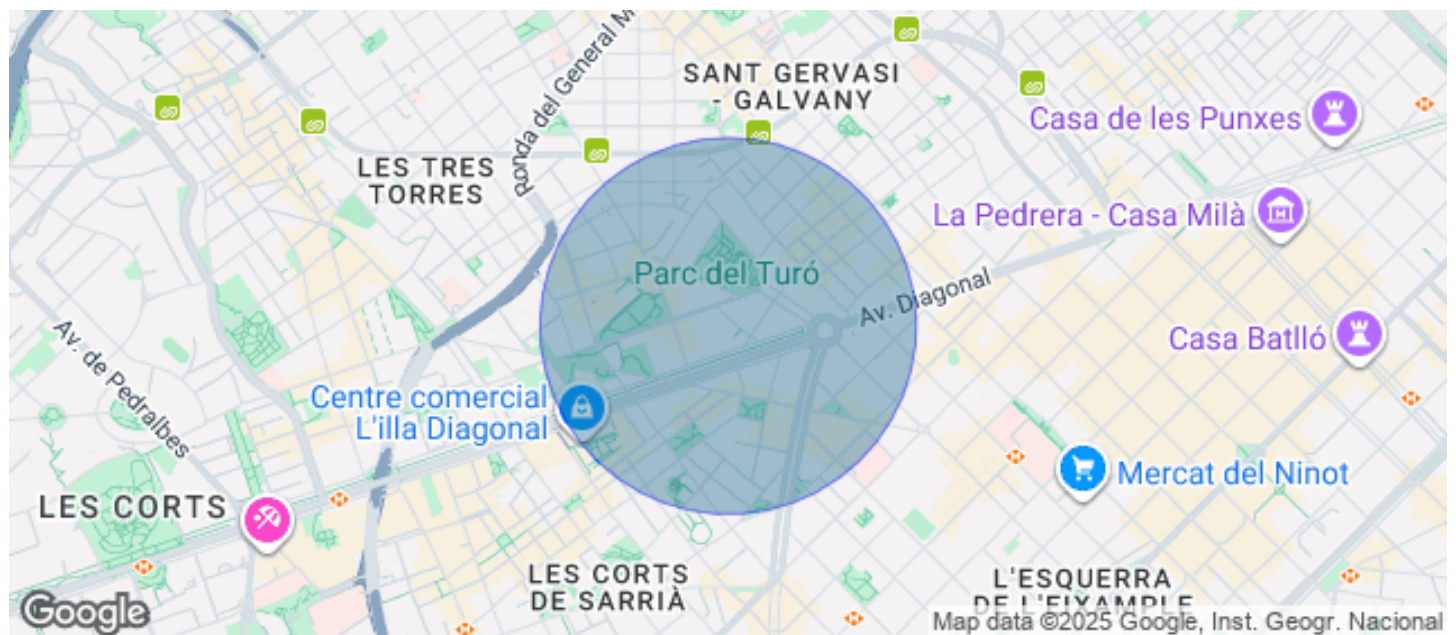 SANT GERVASI
- GALVANY
Ronda del General M
Casa de les Punxes
LES TRES
TORRES
La Pedrera - Casa Milà
Parc del Turó
Av. Diagonal
Av. de Pedralbes
Casa Batlló
Centre comercial
L'illa Diagonal
Mercat del Ninot
LES CORTS
LES CORTS
DE SARRIÀ
L'ESQUERRA
DE L'EIXAMPLE
Google
Map data ©2025 Google, Inst. Geogr. Nacional